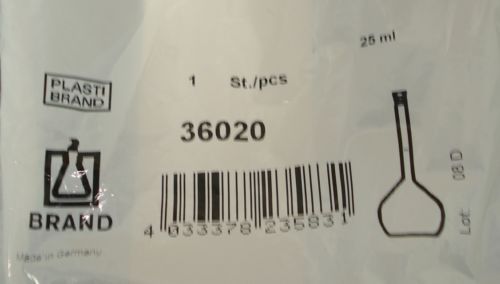 25 ml
1 St./pcs
PLASTI
BRAND
36020
BRAND
4 033378 235831
Made in Germany
Lot: 08 D